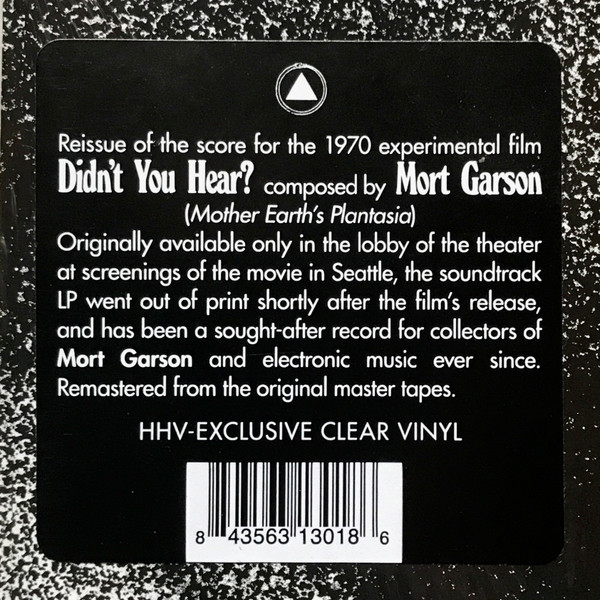 Reissue of the score for the 1970 experimental film
Didn't You Hear? composed by Mort Garson
(Mother Earth's Plantasia)
Originally available only in the lobby of the theater
at screenings of the movie in Seattle, the soundtrack
LP went out of print shortly after the film's release,
and has been a sought-after record for collectors of
Mort Garson and electronic music ever since.
Remastered from the original master tapes.
HHV-EXCLUSIVE CLEAR VINYL
8 43563 13018 6